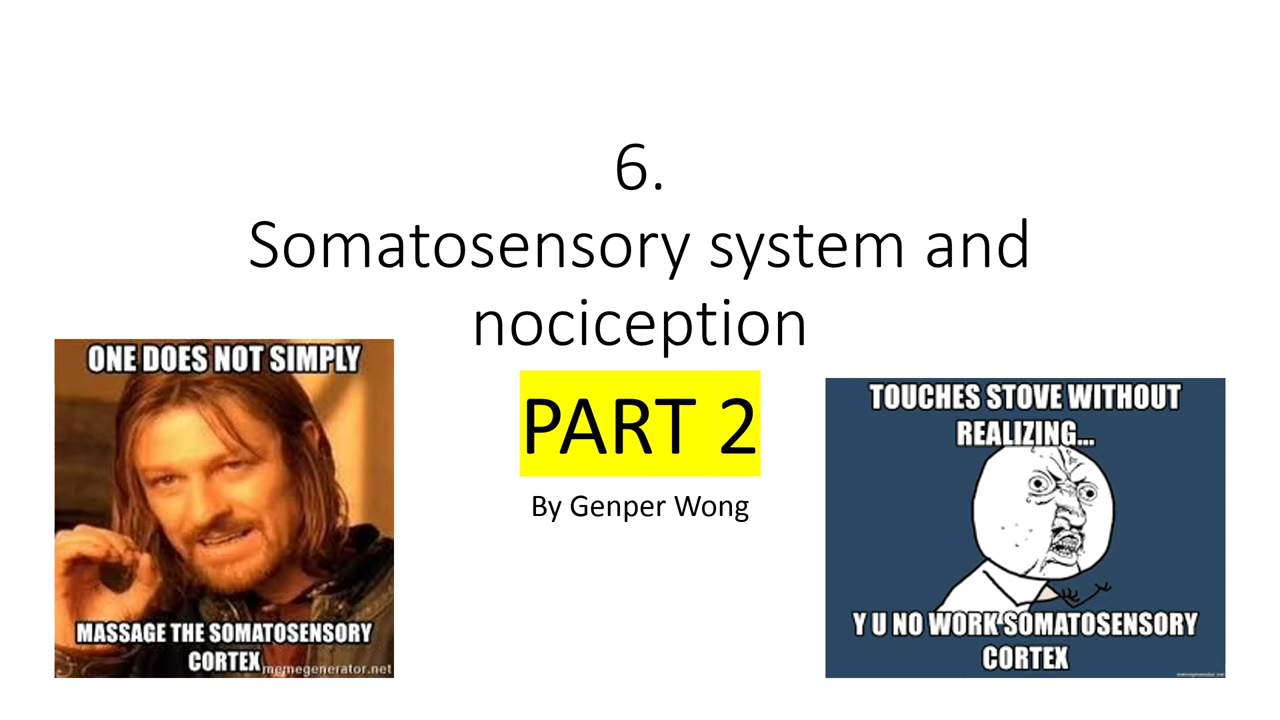 6.
Somatosensory system and
nociception
PART 2
By Genper Wong
ONE DOES NOT SIMPLY
MASSAGE THE SOMATOSENSORY
CORTEX
memegenerator.net
TOUCHES STOVE WITHOUT
REALIZING...
Y U NO WORK SOMATOSENSORY
CORTEX